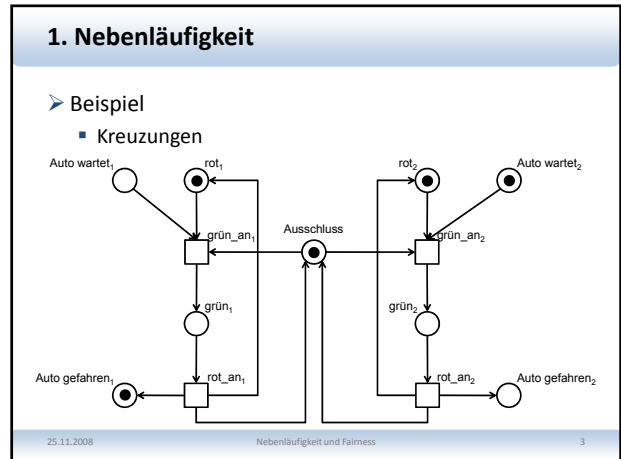 1. Nebenläufigkeit
Beispiel
Kreuzungen
Auto wartet₁
rot₁
rot₂
Auto wartet₂
grün_an₁
Ausschluss
grün_an₂
grün₁
grün₂
Auto gefahren₁
rot_an₁
rot_an₂
Auto gefahren₂
25.11.2008
Nebenläufigkeit und Fairness
3